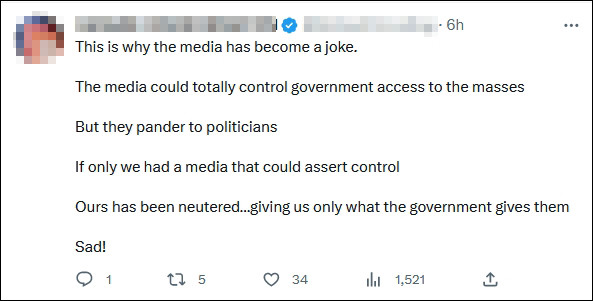 · 6h
This is why the media has become a joke.
The media could totally control government access to the masses
But they pander to politicians
If only we had a media that could assert control
Ours has been neutered...giving us only what the government gives them
Sad!
1 5 34 1,521